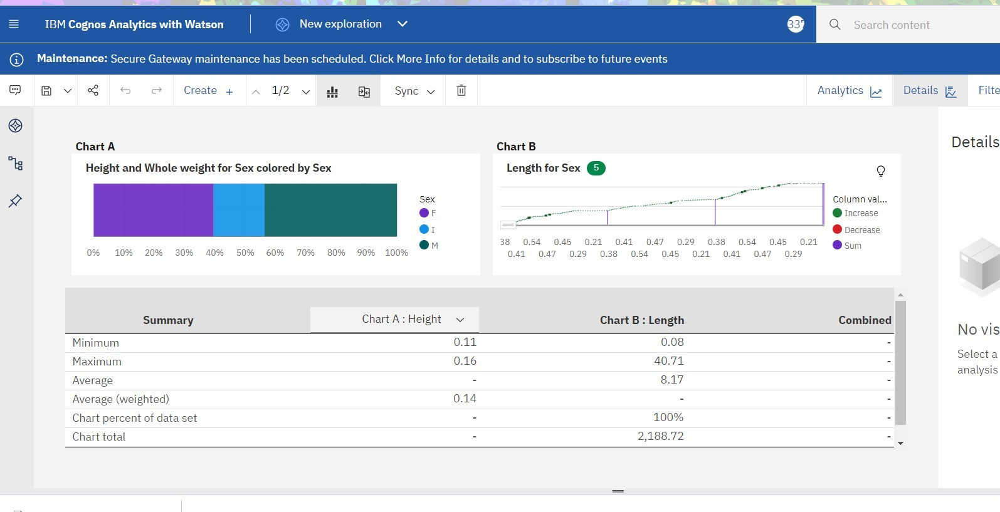 IBM Cognos Analytics with Watson
New exploration
Search content
Maintenance: Secure Gateway maintenance has been scheduled. Click More Info for details and to subscribe to future events
Create +
1/2
Sync
Analytics
Details
Filte
Chart A
Height and Whole weight for Sex colored by Sex
Sex
F
I
M
0% 10% 20% 30% 40% 50% 60% 70% 80% 90% 100%
Chart B
Length for Sex 5
Column val...
Increase
Decrease
Sum
38 0.54 0.45 0.21 0.41 0.47 0.29 0.38 0.54 0.45 0.21
0.41 0.47 0.29 0.38 0.54 0.45 0.21 0.41 0.47 0.29
Details
No vis
Select a
analysis
Summary Chart A : Height Chart B : Length Combined
Minimum 0.11 0.08 -
Maximum 0.16 40.71 -
Average - 8.17 -
Average (weighted) 0.14 - -
Chart percent of data set - 100% -
Chart total - 2,188.72 -